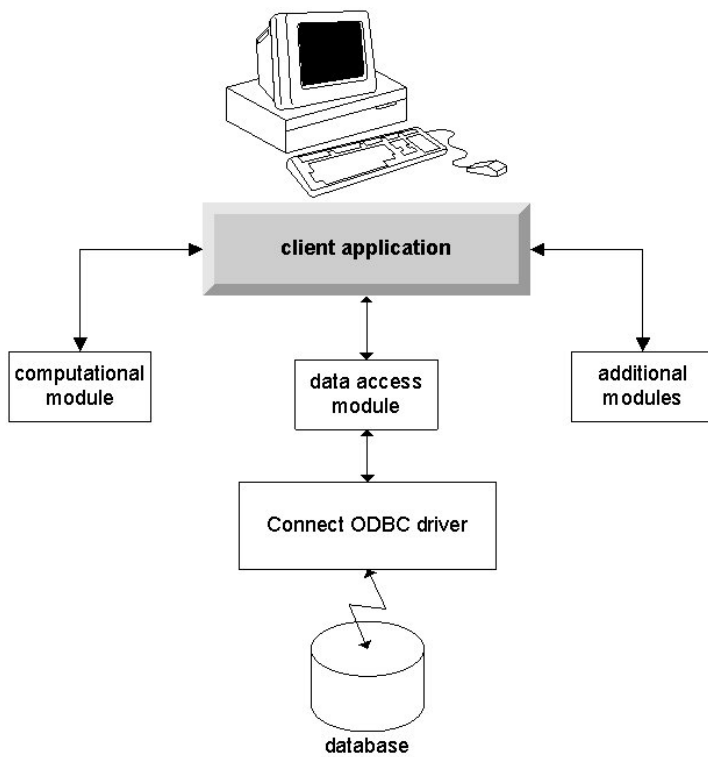 client application
computational
module
data access
module
additional
modules
Connect ODBC driver
database